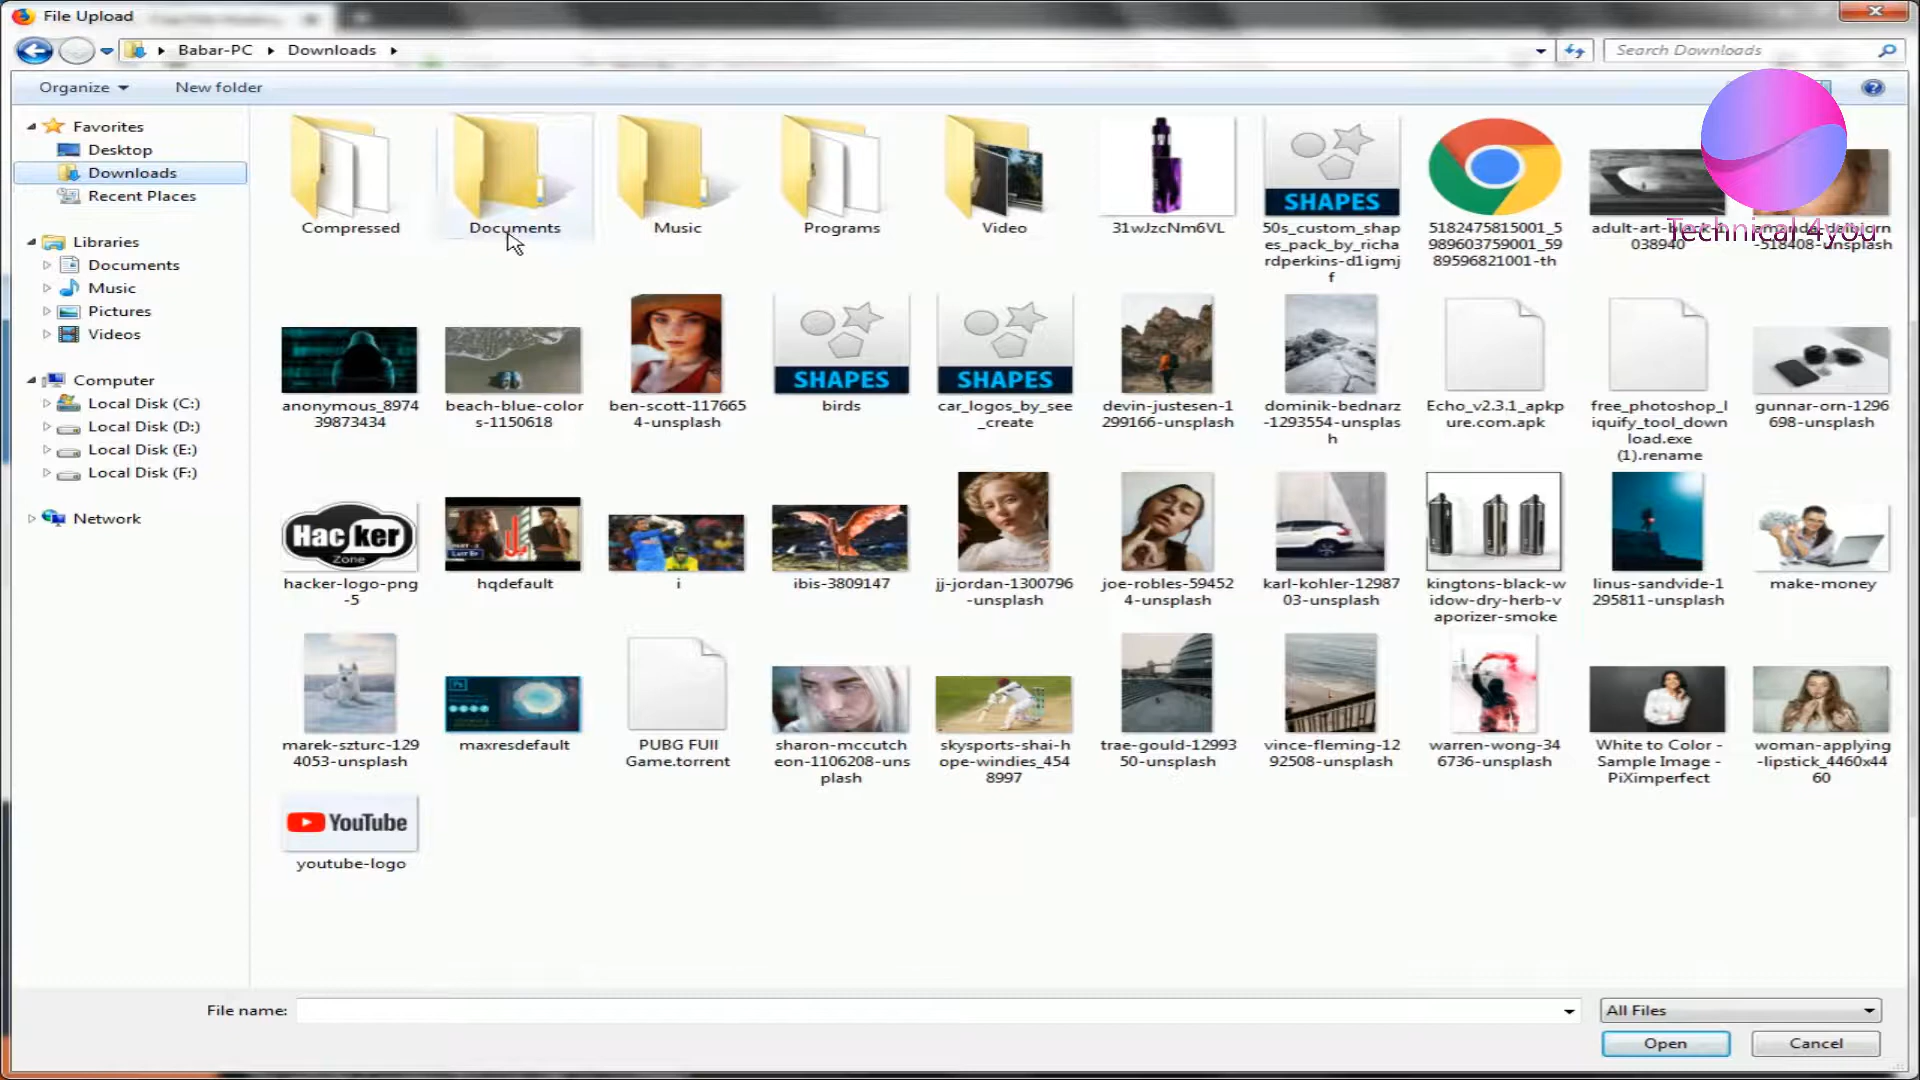 File Upload
Babar-PC
Downloads
Search Downloads
Organize
New folder
Favorites
Desktop
Downloads
Recent Places
Libraries
Documents
Music
Pictures
Videos
Computer
Local Disk (C:)
Local Disk (D:)
Local Disk (E:)
Local Disk (F:)
Network
Technical 4you
SHAPES
Compressed
Documents
Music
Programs
Video
31wJzcNm6VL
50s_custom_shap
es_pack_by_richa
rdperkins-d1igmj
f
5182475815001_5
989603759001_59
89596821001-th
adult-art-black-1
038940
-518408-unsplash
SHAPES
SHAPES
anonymous_8974
39873434
beach-blue-color
s-1150618
ben-scott-117665
4-unsplash
birds
car_logos_by_see
_create
devin-justesen-1
299166-unsplash
dominik-bednarz
-1293554-unsplas
h
Echo_v2.3.1_apkp
ure.com.apk
free_photoshop_l
iquify_tool_down
load.exe
(1).rename
gunnar-orn-1296
698-unsplash
Hacker
Zone
hacker-logo-png
-5
hqdefault
i
ibis-3809147
jj-jordan-1300796
-unsplash
joe-robles-59452
4-unsplash
karl-kohler-12987
03-unsplash
kingtons-black-w
idow-dry-herb-v
aporizer-smoke
linus-sandvide-1
295811-unsplash
make-money
Ps
marek-szturc-129
4053-unsplash
maxresdefault
PUBG FUll
Game.torrent
sharon-mccutch
eon-1106208-uns
plash
skysports-shai-h
ope-windies_454
8997
trae-gould-12993
50-unsplash
vince-fleming-12
92508-unsplash
warren-wong-34
6736-unsplash
White to Color -
Sample Image -
PiXimperfect
woman-applying
-lipstick_4460x44
60
YouTube
youtube-logo
File name:
All Files
Open
Cancel